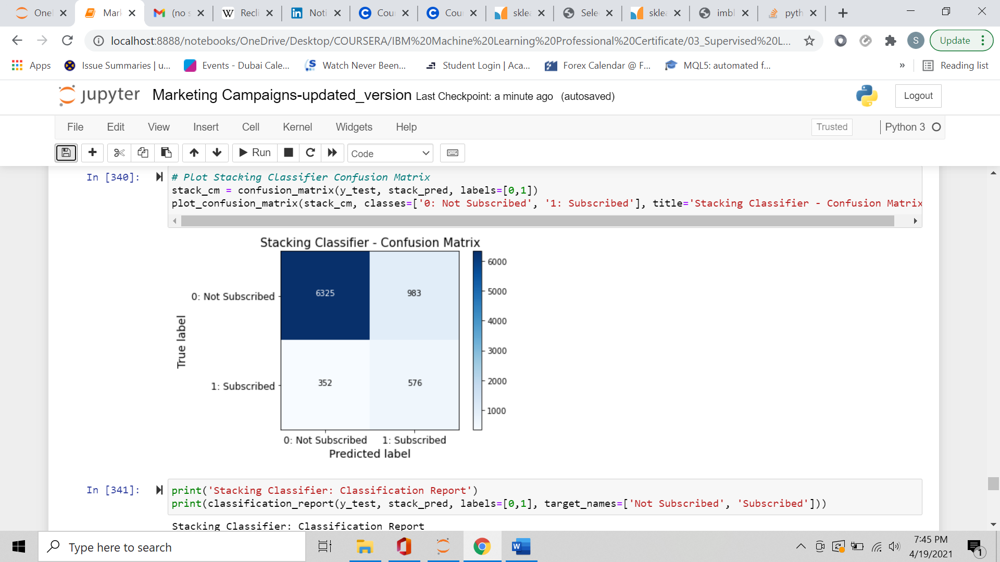 Onel
Mark
(no s
Recli
Noti
Cour
Cour
skle
Sele
skle
imbl
pyth
localhost:8888/notebooks/OneDrive/Desktop/COURSERA/IBM%20Machine%20Learning%20Professional%20Certificate/03_Supervised%20L...
S
Update
Apps
Issue Summaries | u...
Events - Dubai Cale...
Watch Never Been...
Student Login | Aca...
Forex Calendar @ F...
MQL5: automated f...
»
Reading list
jupyter Marketing Campaigns-updated_version Last Checkpoint: a minute ago (autosaved)
Logout
File Edit View Insert Cell Kernel Widgets Help
Trusted
Python 3
Run
Code
In [340]:
# Plot Stacking Classifier Confusion Matrix
stack_cm = confusion_matrix(y_test, stack_pred, labels=[0,1])
plot_confusion_matrix(stack_cm, classes=['0: Not Subscribed', '1: Subscribed'], title='Stacking Classifier - Confusion Matrix
Stacking Classifier - Confusion Matrix
0: Not Subscribed
6325 983
1: Subscribed
352 576
True label
0: Not Subscribed 1: Subscribed
Predicted label
6000
5000
4000
3000
2000
1000
In [341]:
print('Stacking Classifier: Classification Report')
print(classification_report(y_test, stack_pred, labels=[0,1], target_names=['Not Subscribed', 'Subscribed']))
Stacking Classifier: Classification Report
Type here to search
W
7:45 PM
4/19/2021
1